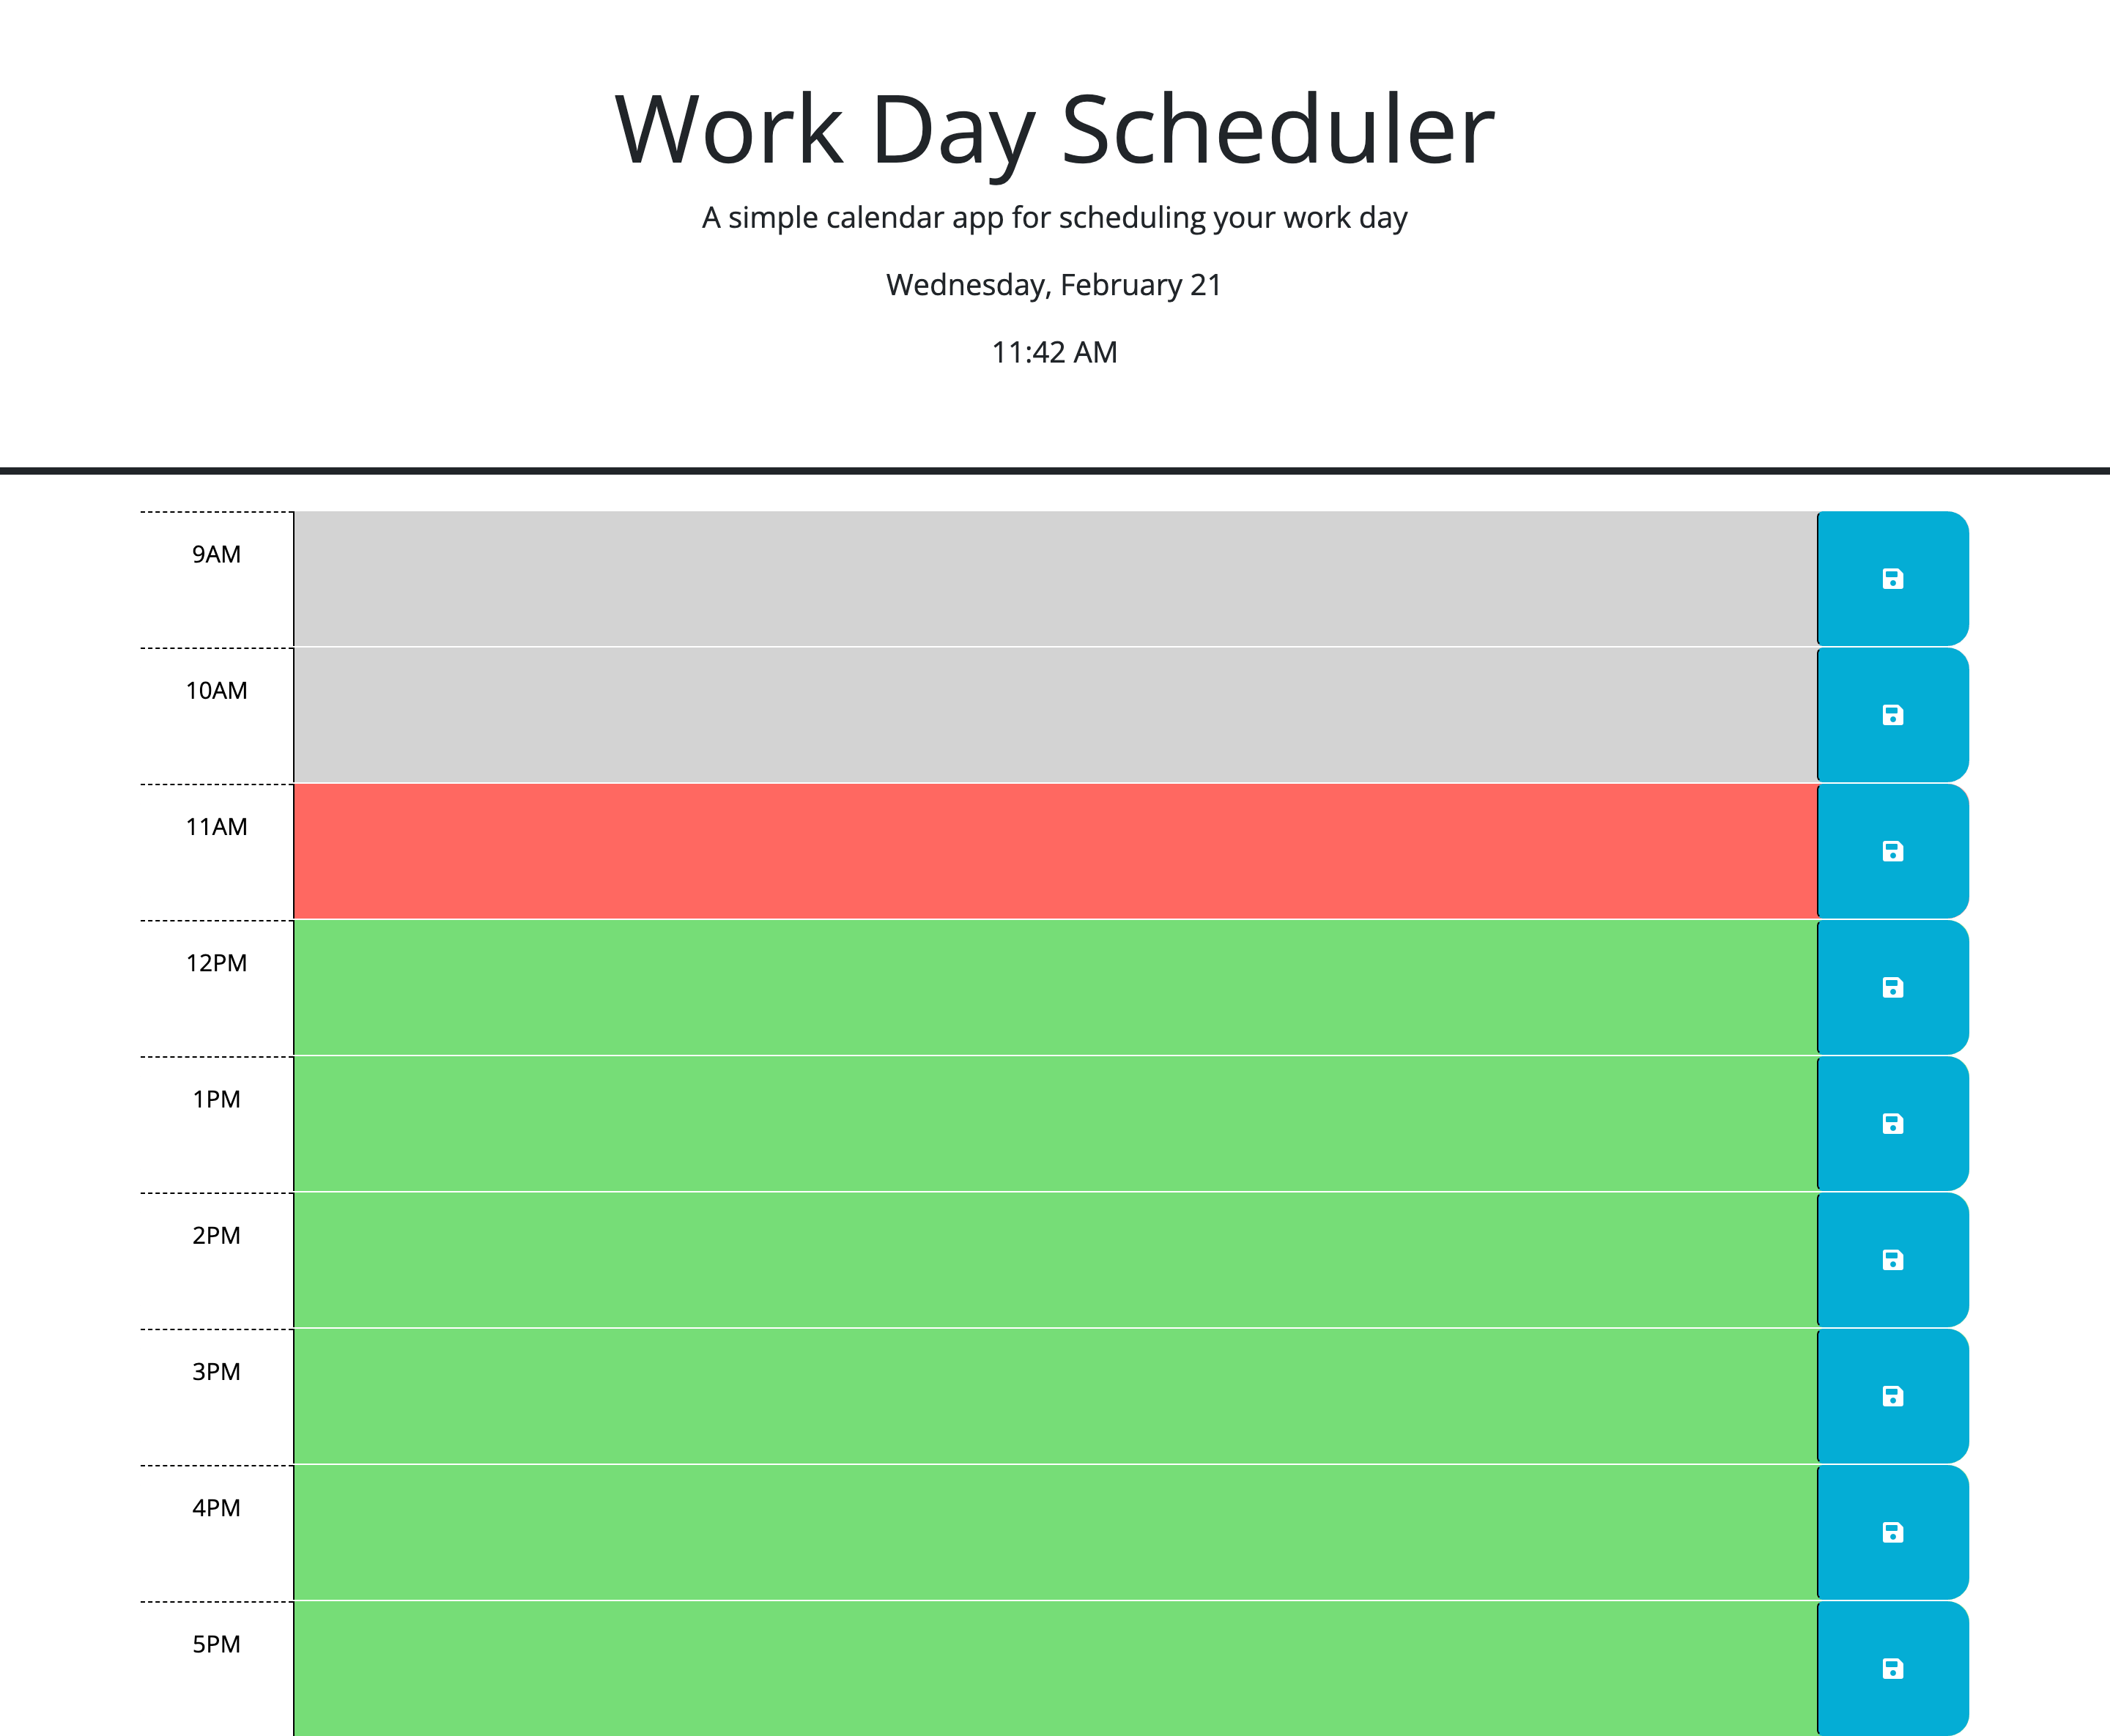 Work Day Scheduler
A simple calendar app for scheduling your work day
Wednesday, February 21
11:42 AM
9AM
10AM
11AM
12PM
1PM
2PM
3PM
4PM
5PM